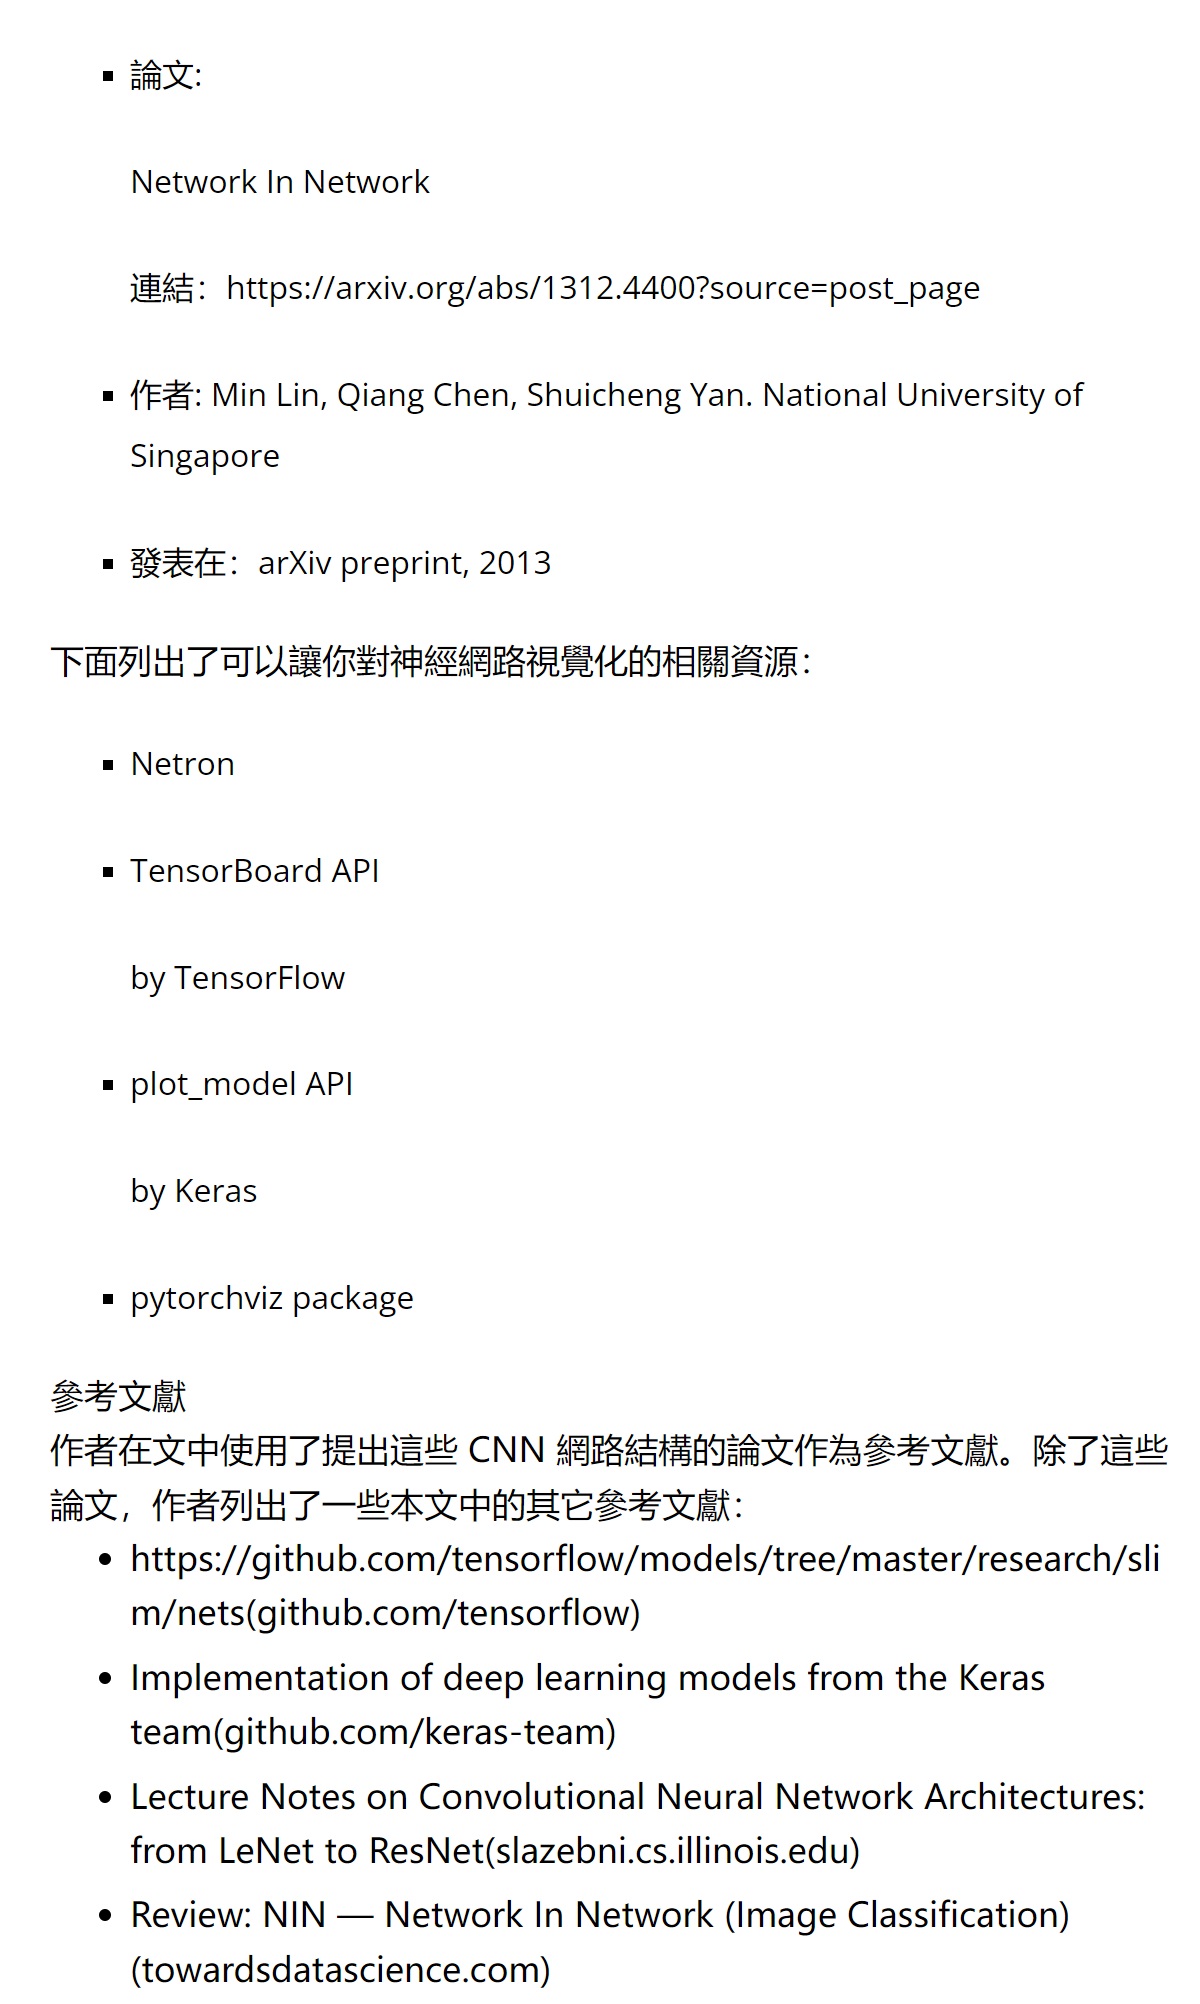 論文:
Network In Network
連結：https://arxiv.org/abs/1312.4400?source=post_page
作者: Min Lin, Qiang Chen, Shuicheng Yan. National University of
Singapore
發表在：arXiv preprint, 2013
下面列出了可以讓你對神經網路視覺化的相關資源：
Netron
TensorBoard API
by TensorFlow
plot_model API
by Keras
pytorchviz package
參考文獻
作者在文中使用了提出這些 CNN 網路結構的論文作為參考文獻。除了這些
論文，作者列出了一些本文中的其它參考文獻：
https://github.com/tensorflow/models/tree/master/research/sli
m/nets(github.com/tensorflow)
Implementation of deep learning models from the Keras
team(github.com/keras-team)
Lecture Notes on Convolutional Neural Network Architectures:
from LeNet to ResNet(slazebni.cs.illinois.edu)
Review: NIN — Network In Network (Image Classification)
(towardsdatascience.com)